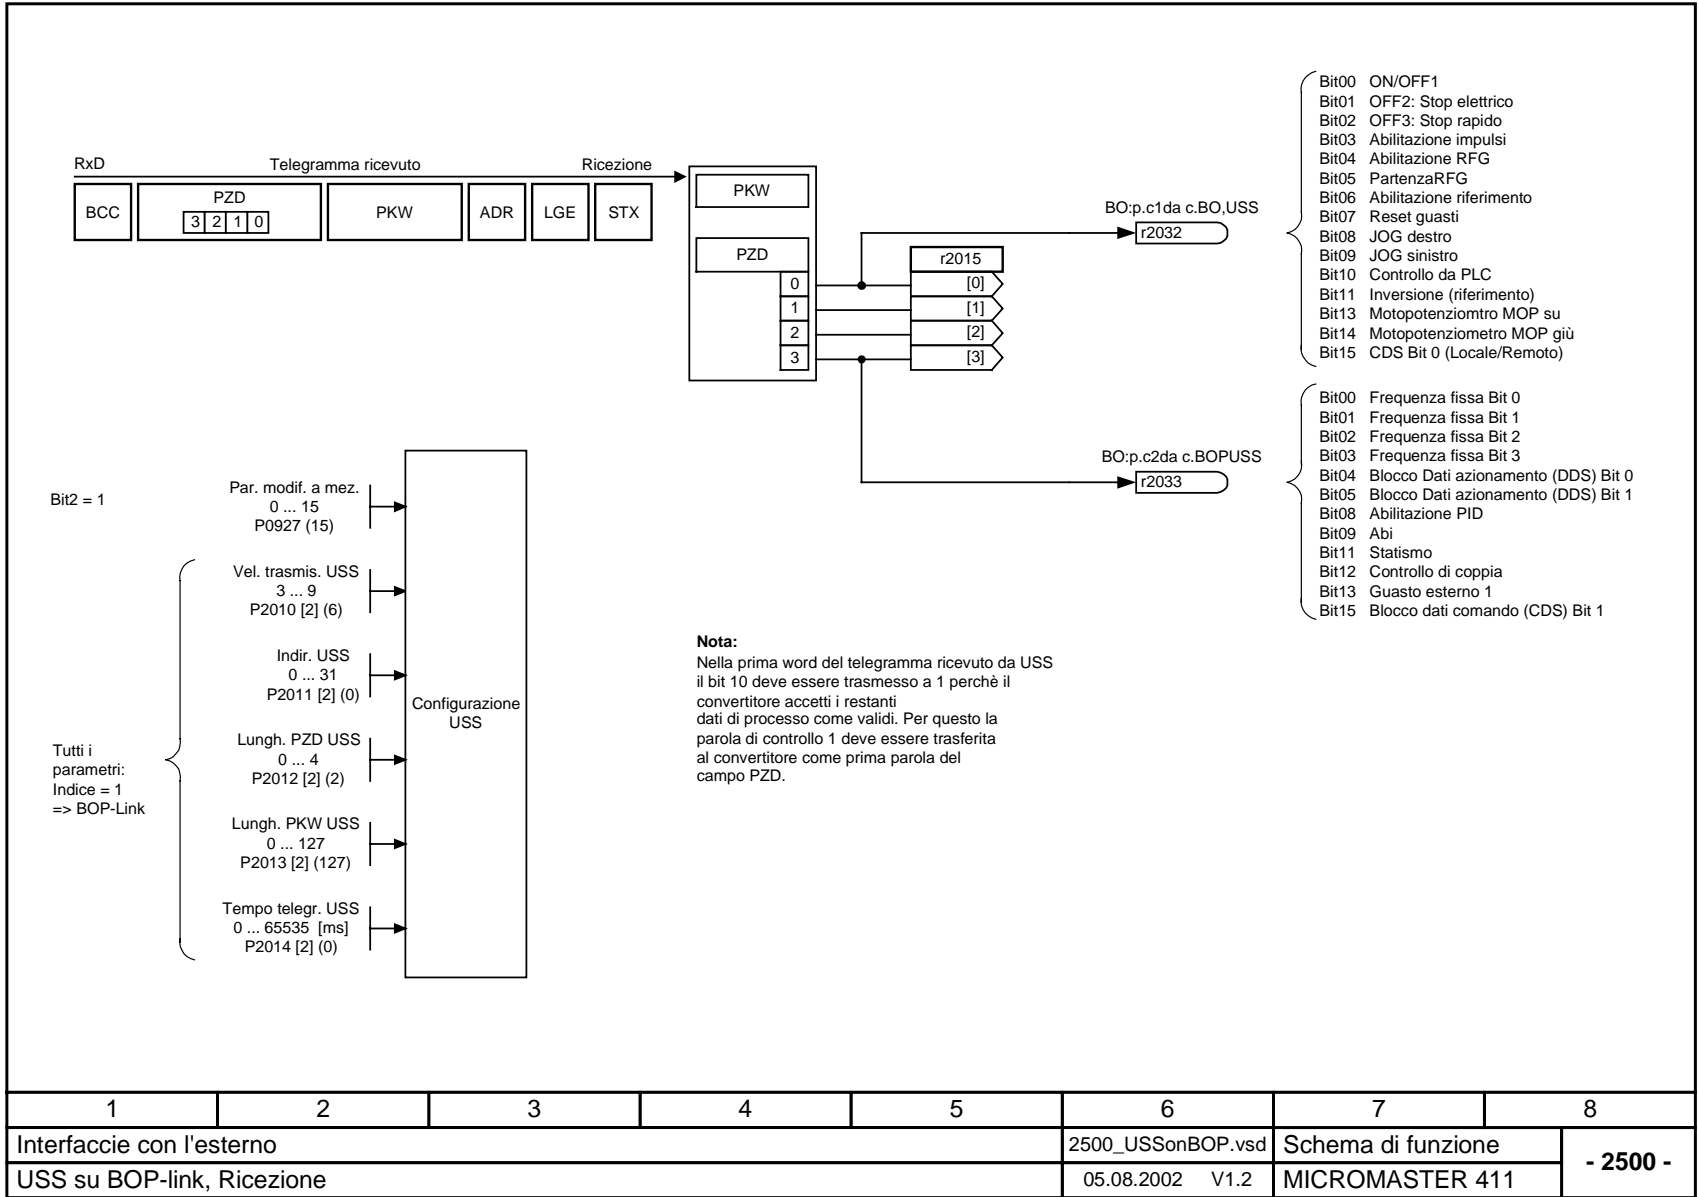 RxD Telegramma ricevuto Ricezione
BCC
PZD
3 2 1 0
PKW
ADR
LGE
STX
PKW
PZD
0
1
2
3
r2015
[0]
[1]
[2]
[3]
BO:p.c1da c.BO,USS
r2032
Bit00 ON/OFF1
Bit01 OFF2: Stop elettrico
Bit02 OFF3: Stop rapido
Bit03 Abilitazione impulsi
Bit04 Abilitazione RFG
Bit05 PartenzaRFG
Bit06 Abilitazione riferimento
Bit07 Reset guasti
Bit08 JOG destro
Bit09 JOG sinistro
Bit10 Controllo da PLC
Bit11 Inversione (riferimento)
Bit13 Motopotenziomtro MOP su
Bit14 Motopotenziometro MOP giù
Bit15 CDS Bit 0 (Locale/Remoto)
BO:p.c2da c.BOPUSS
r2033
Bit00 Frequenza fissa Bit 0
Bit01 Frequenza fissa Bit 1
Bit02 Frequenza fissa Bit 2
Bit03 Frequenza fissa Bit 3
Bit04 Blocco Dati azionamento (DDS) Bit 0
Bit05 Blocco Dati azionamento (DDS) Bit 1
Bit08 Abilitazione PID
Bit09 Abi
Bit11 Statismo
Bit12 Controllo di coppia
Bit13 Guasto esterno 1
Bit15 Blocco dati comando (CDS) Bit 1
Bit2 = 1
Par. modif. a mez.
0 ... 15
P0927 (15)
Vel. trasmis. USS
3 ... 9
P2010 [2] (6)
Indir. USS
0 ... 31
P2011 [2] (0)
Lungh. PZD USS
0 ... 4
P2012 [2] (2)
Lungh. PKW USS
0 ... 127
P2013 [2] (127)
Tempo telegr. USS
0 ... 65535 [ms]
P2014 [2] (0)
Tutti i
parametri:
Indice = 1
=> BOP-Link
Configurazione
USS
Nota:
Nella prima word del telegramma ricevuto da USS
il bit 10 deve essere trasmesso a 1 perchè il
convertitore accetti i restanti
dati di processo come validi. Per questo la
parola di controllo 1 deve essere trasferita
al convertitore come prima parola del
campo PZD.
1 2 3 4 5 6 7 8
Interfaccie con l'esterno 2500_USSonBOP.vsd Schema di funzione
USS su BOP-link, Ricezione 05.08.2002 V1.2 MICROMASTER 411
- 2500 -